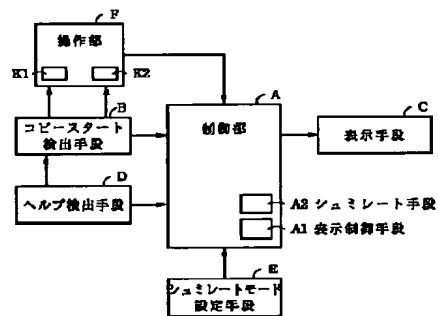 F
操作部
K1
K2
B
コピースタート
検出手段
D
ヘルプ検出手段
A
制御部
A2 シュミレート手段
A1 表示制御手段
C
表示手段
E
シュミレートモード
設定手段